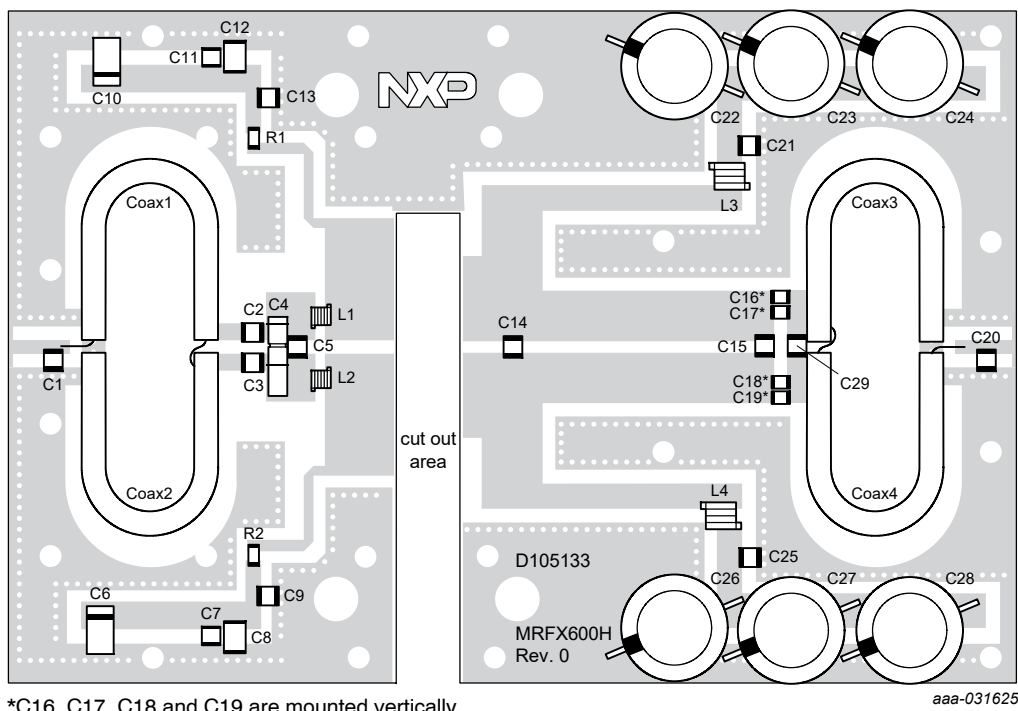 C12
C11
C10
C13
R1
NXP
C22
C23
C24
C21
L3
Coax1
Coax3
C2
C4
L1
C16*
C17*
C14
C5
C15
C20
C1
C3
L2
C18*
C19*
C29
cut out
area
Coax2
Coax4
L4
R2
D105133
C25
C6
C9
C26
C27
C28
C7
C8
MRFX600H
Rev. 0
*C16, C17, C18 and C19 are mounted vertically.
aaa-031625